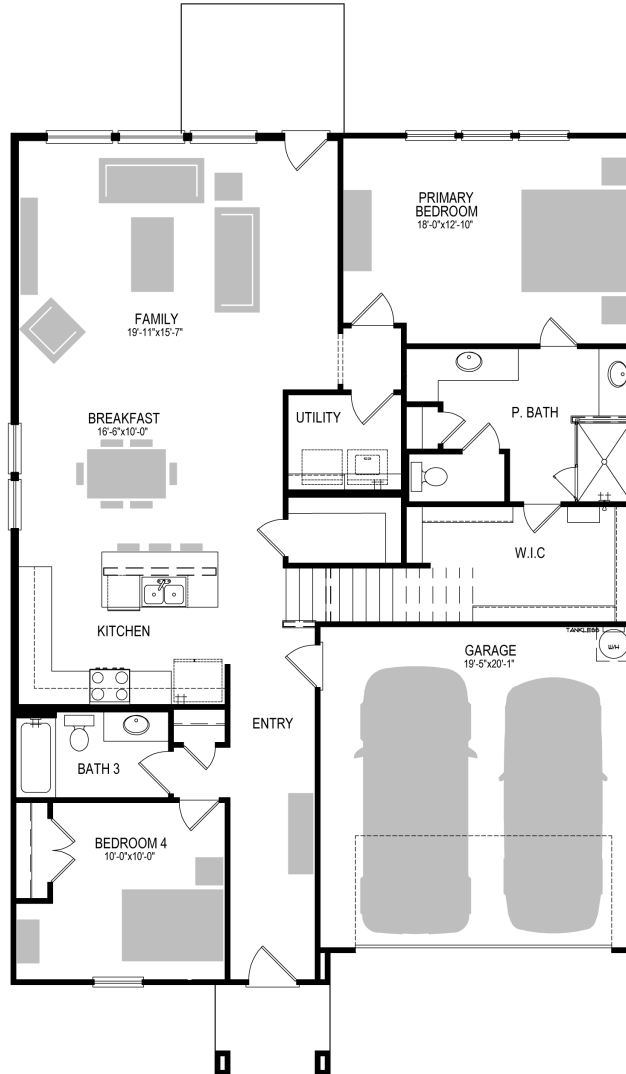 PRIMARY
BEDROOM
18'-0"x12'-10"
FAMILY
19'-11"x15'-7"
BREAKFAST
16'-6"x10'-0"
UTILITY
P. BATH
W.I.C
KITCHEN
TANKLESS
W/H
GARAGE
19'-5"x20'-1"
ENTRY
BATH 3
BEDROOM 4
10'-0"x10'-0"